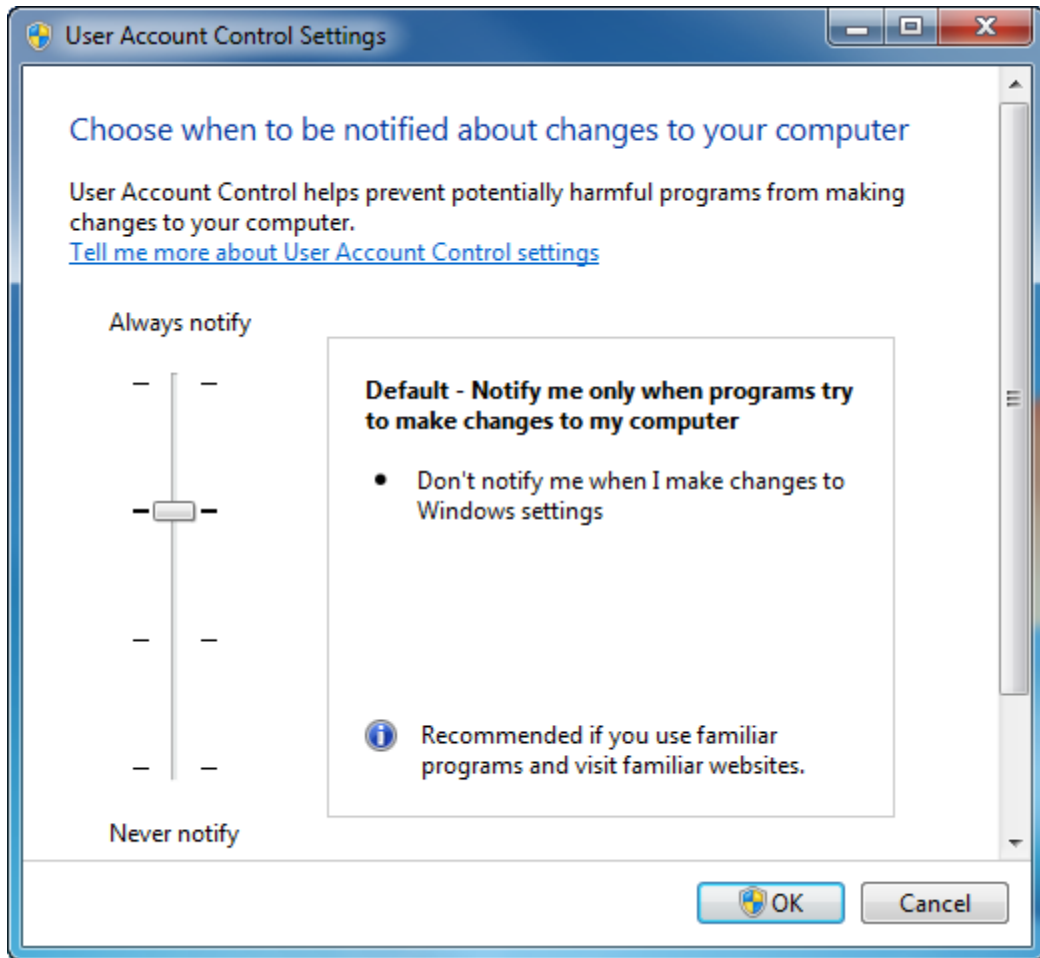 User Account Control Settings
Choose when to be notified about changes to your computer
User Account Control helps prevent potentially harmful programs from making
changes to your computer.
Tell me more about User Account Control settings
Always notify
Default - Notify me only when programs try
to make changes to my computer
• Don't notify me when I make changes to
Windows settings
Recommended if you use familiar
programs and visit familiar websites.
Never notify
OK
Cancel